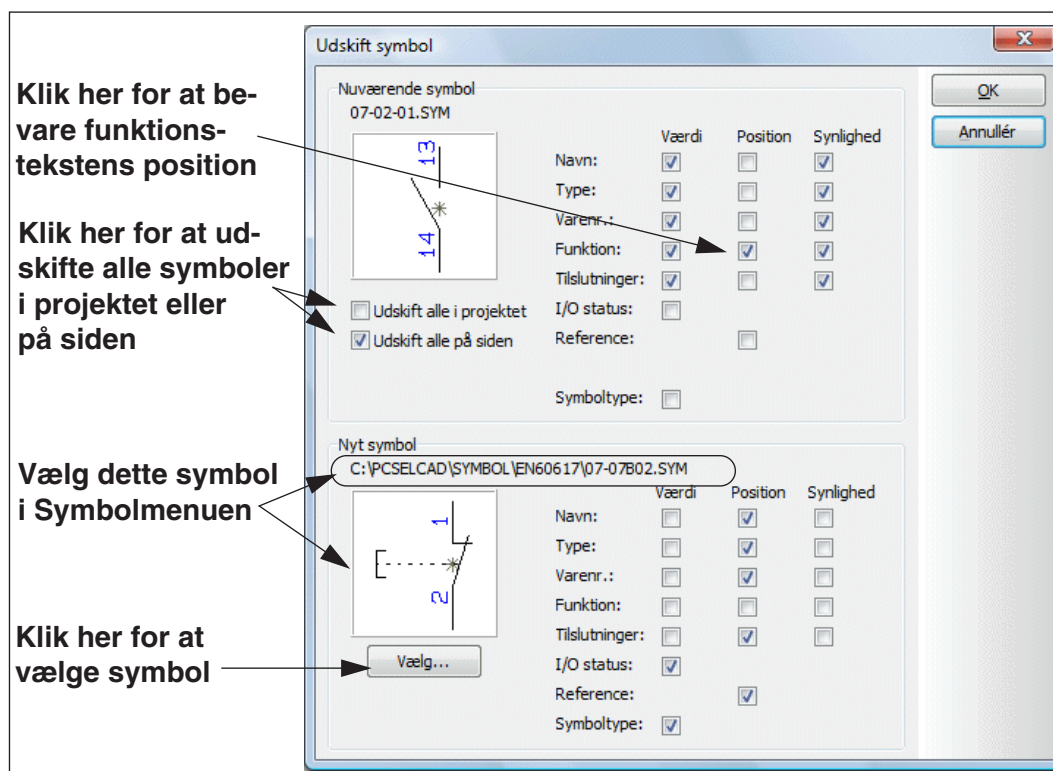 Udskift symbol
X
Klik her for at be-
vare funktions-
tekstens position
Klik her for at ud-
skifte alle symboler
i projektet eller
på siden
Vælg dette symbol
i Symbolmenuen
Klik her for at
vælge symbol
Nuværende symbol
07-02-01.SYM
13
14
Udskift alle i projektet
Udskift alle på siden
Værdi Position Synlighed
Navn:
Type:
Varenr.:
Funktion:
Tilslutninger:
I/O status:
Reference:
Symboltype:
OK
Annullér
Nyt symbol
C:\PCSELCAD\SYMBOL\EN60617\07-07B02.SYM
1
2
Vælg...
Værdi Position Synlighed
Navn:
Type:
Varenr.:
Funktion:
Tilslutninger:
I/O status:
Reference:
Symboltype: